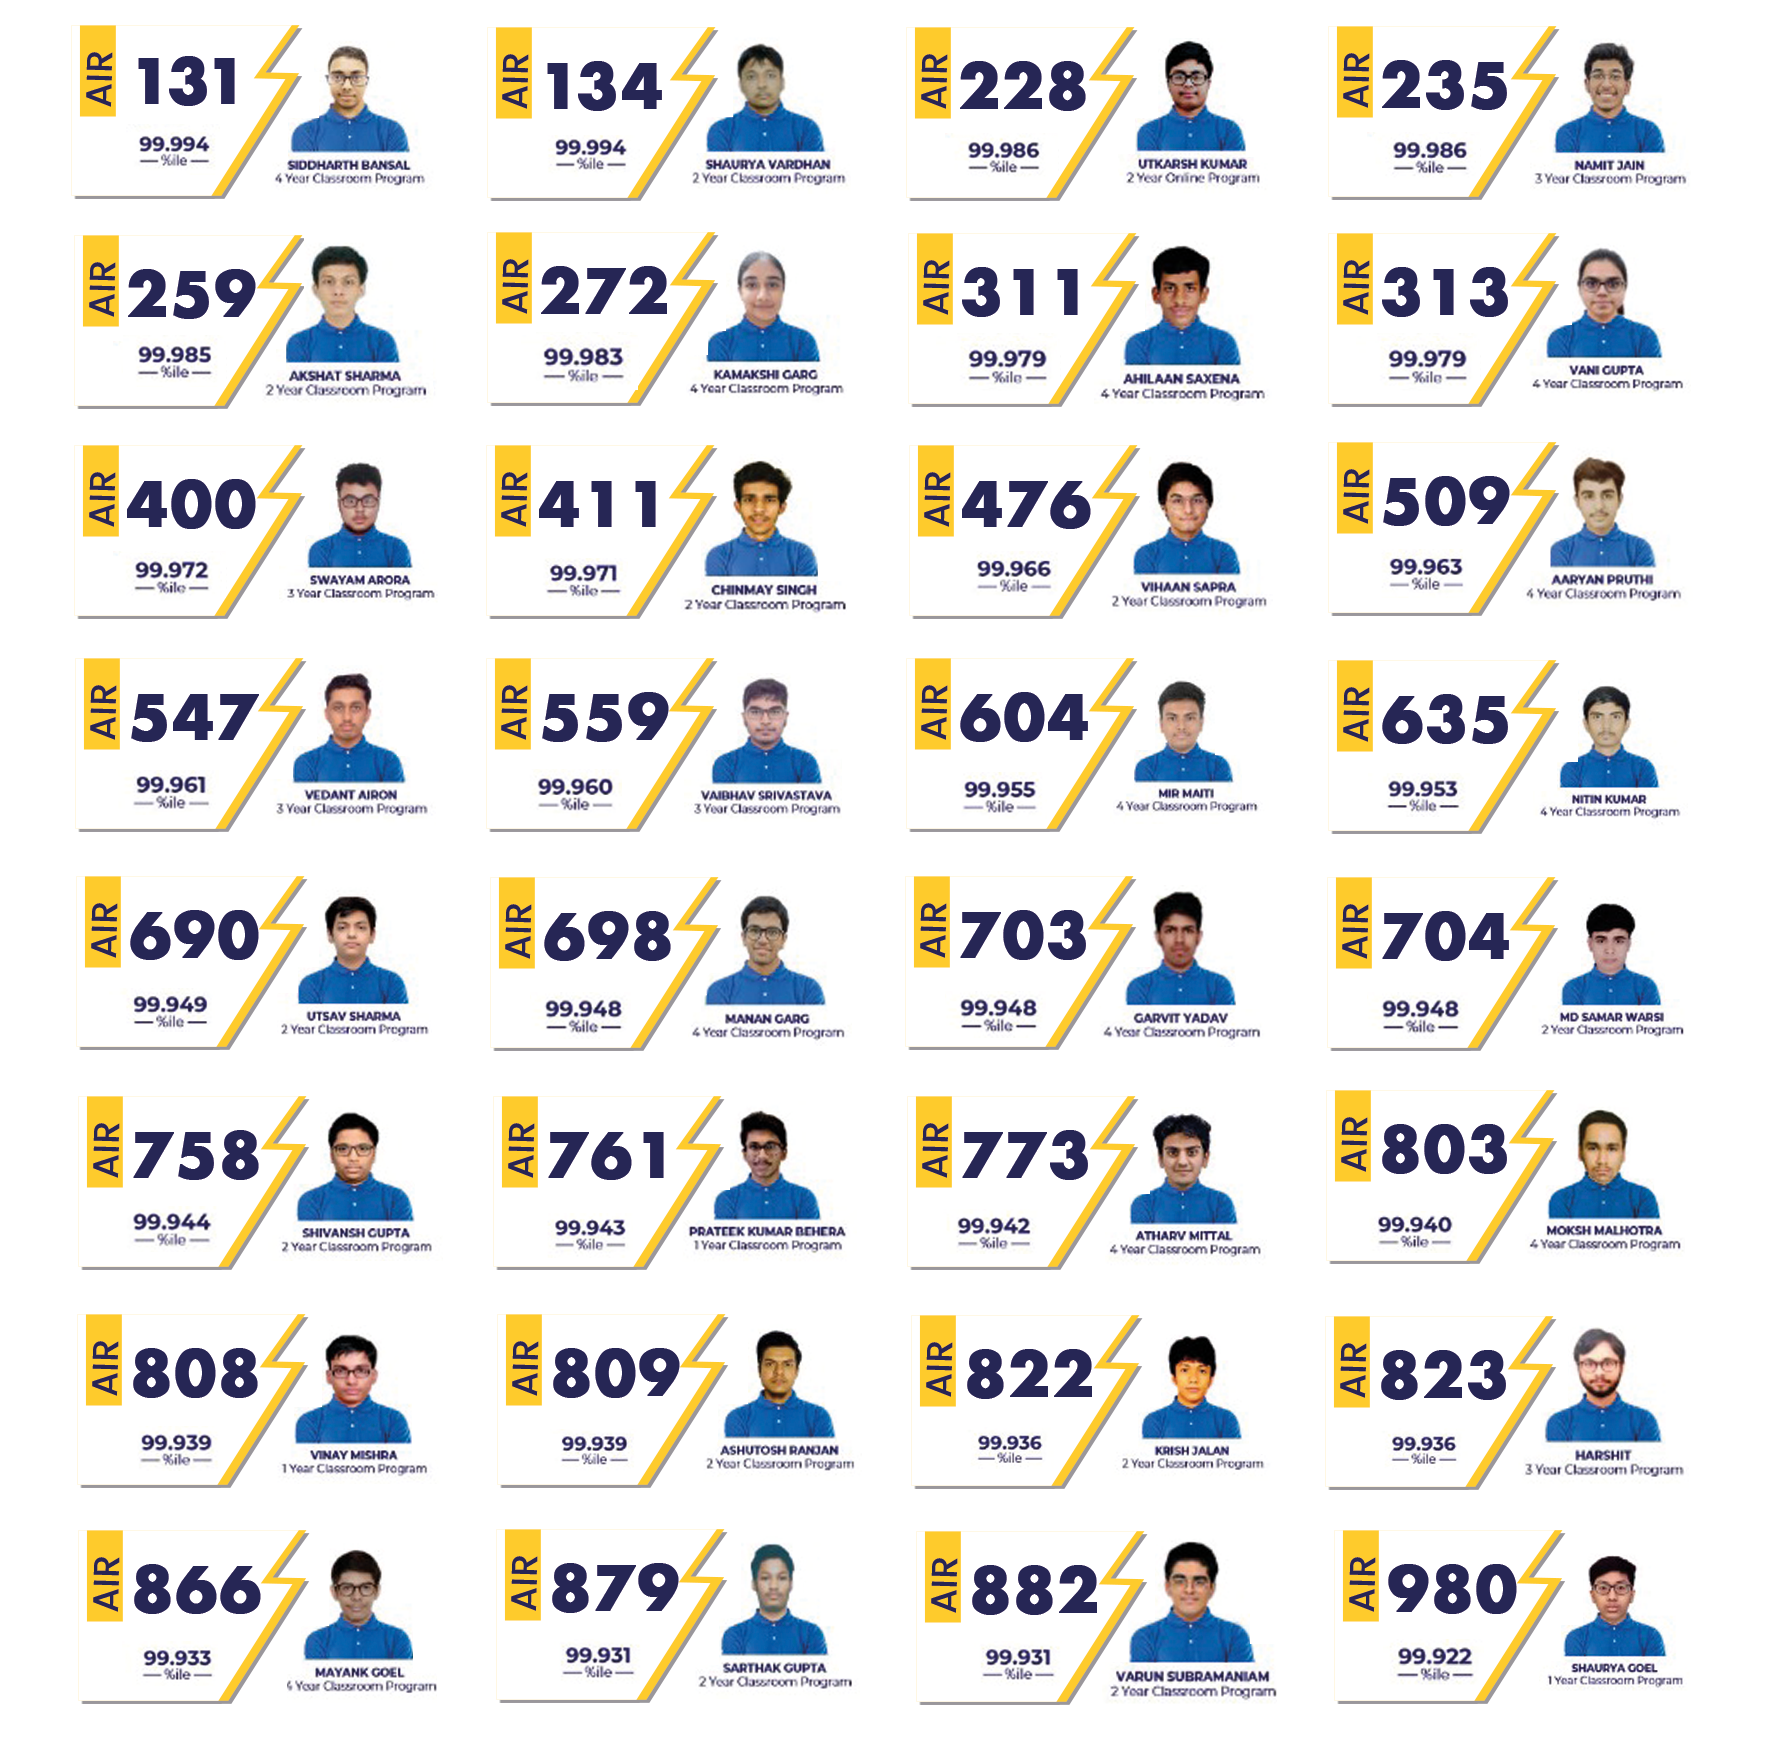 AIR 131
99.994
%ile
SIDDHARTH BANSAL
4 Year Classroom Program
AIR 134
99.994
%ile
SHAURYA VARDHAN
2 Year Classroom Program
AIR 228
99.986
%ile
UTKARSH KUMAR
2 Year Online Program
AIR 235
99.986
%ile
NAMIT JAIN
3 Year Classroom Program
AIR 259
99.985
%ile
AKSHAT SHARMA
2 Year Classroom Program
AIR 272
99.983
%ile
KAMAKSHI GARG
4 Year Classroom Program
AIR 311
99.979
%ile
AHILAAN SAXENA
4 Year Classroom Program
AIR 313
99.979
%ile
VANI GUPTA
4 Year Classroom Program
AIR 400
99.972
%ile
SWAYAM ARORA
3 Year Classroom Program
AIR 411
99.971
%ile
CHINMAY SINGH
2 Year Classroom Program
AIR 476
99.966
%ile
VIHAAN SAPRA
2 Year Classroom Program
AIR 509
99.963
%ile
AARYAN PRUTHI
4 Year Classroom Program
AIR 547
99.961
%ile
VEDANT AIRON
3 Year Classroom Program
AIR 559
99.960
%ile
VAIBHAV SRIVASTAVA
3 Year Classroom Program
AIR 604
99.955
%ile
MIR MAITI
4 Year Classroom Program
AIR 635
99.953
%ile
NITIN KUMAR
4 Year Classroom Program
AIR 690
99.949
%ile
UTSAV SHARMA
2 Year Classroom Program
AIR 698
99.948
%ile
MANAN GARG
4 Year Classroom Program
AIR 703
99.948
%ile
GARVIT YADAV
4 Year Classroom Program
AIR 704
99.948
%ile
MD SAMAR WARSI
2 Year Classroom Program
AIR 758
99.944
%ile
SHIVANSH GUPTA
2 Year Classroom Program
AIR 761
99.943
%ile
PRATEEK KUMAR BEHERA
1 Year Classroom Program
AIR 773
99.942
%ile
ATHARV MITTAL
4 Year Classroom Program
AIR 803
99.940
%ile
MOKSH MALHOTRA
4 Year Classroom Program
AIR 808
99.939
%ile
VINAY MISHRA
1 Year Classroom Program
AIR 809
99.939
%ile
ASHUTOSH RANJAN
2 Year Classroom Program
AIR 822
99.936
%ile
KRISH JALAN
2 Year Classroom Program
AIR 823
99.936
%ile
HARSHIT
3 Year Classroom Program
AIR 866
99.933
%ile
MAYANK GOEL
4 Year Classroom Program
AIR 879
99.931
%ile
SARTHAK GUPTA
2 Year Classroom Program
AIR 882
99.931
%ile
VARUN SUBRAMANIAM
2 Year Classroom Program
AIR 980
99.922
%ile
SHAURYA GOEL
1 Year Classroom Program